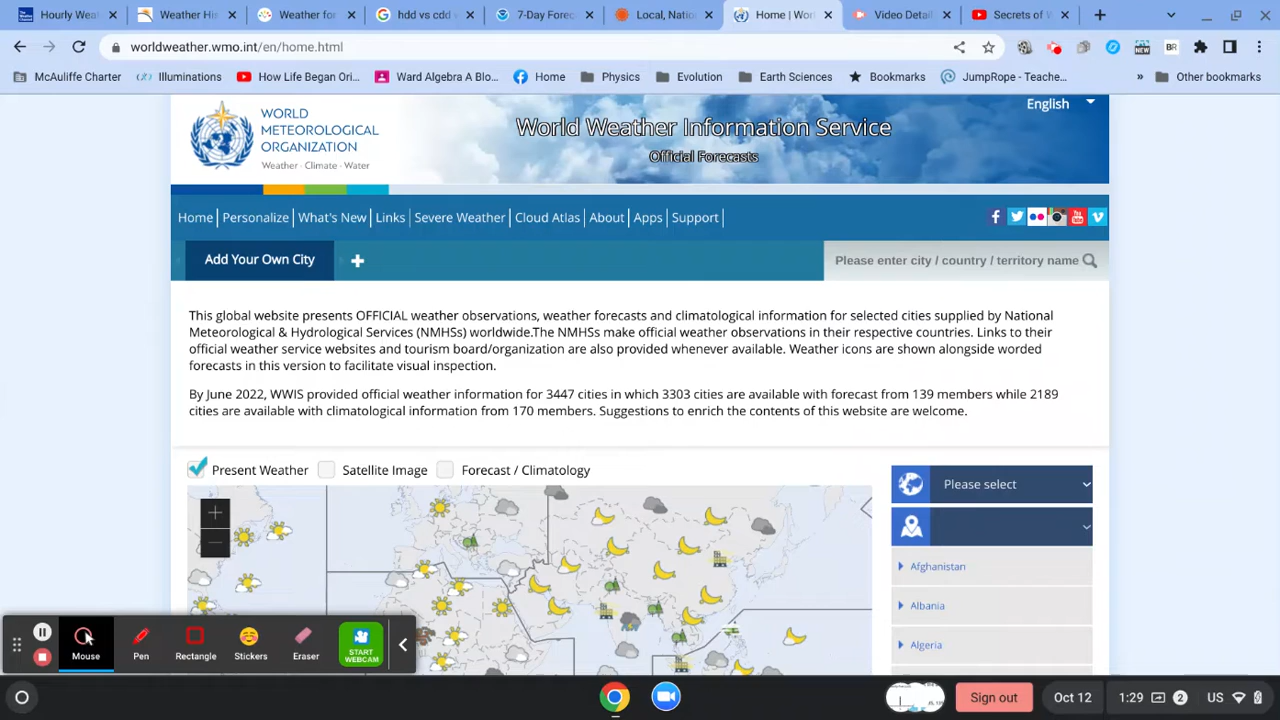 Hourly Weath
Weather His
Weather for
hdd vs cdd v
7-Day Forec
Local, Natio
Home | Wor
Video Detail
Secrets of W
worldweather.wmo.int/en/home.html
McAuliffe Charter
Illuminations
How Life Began Ori...
Ward Algebra A Blo...
Home
Physics
Evolution
Earth Sciences
Bookmarks
JumpRope - Teache...
»
Other bookmarks
WORLD
METEOROLOGICAL
ORGANIZATION
Weather · Climate · Water
World Weather Information Service
Official Forecasts
English
Home | Personalize | What's New | Links | Severe Weather | Cloud Atlas | About | Apps | Support |
Add Your Own City
Please enter city / country / territory name
This global website presents OFFICIAL weather observations, weather forecasts and climatological information for selected cities supplied by National
Meteorological & Hydrological Services (NMHSs) worldwide.The NMHSs make official weather observations in their respective countries. Links to their
official weather service websites and tourism board/organization are also provided whenever available. Weather icons are shown alongside worded
forecasts in this version to facilitate visual inspection.
By June 2022, WWIS provided official weather information for 3447 cities in which 3303 cities are available with forecast from 139 members while 2189
cities are available with climatological information from 170 members. Suggestions to enrich the contents of this website are welcome.
Present Weather
Satellite Image
Forecast / Climatology
Please select
Afghanistan
Albania
Algeria
Mouse
Pen
Rectangle
Stickers
Eraser
START
WEBCAM
Sign out
Oct 12
1:29
2
US